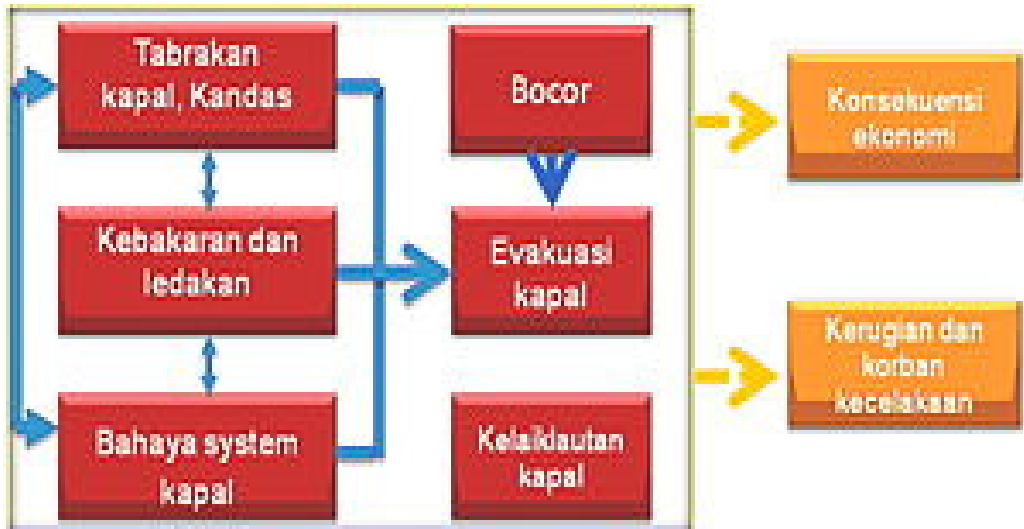 Tabrakan
kapal, Kandas
Bocor
Konsekuensi
ekonomi
Kebakaran dan
ledakan
Evakuasi
kapal
Kerugian dan
korban
kecelakaan
Bahaya system
kapal
Kelaiklautan
kapal